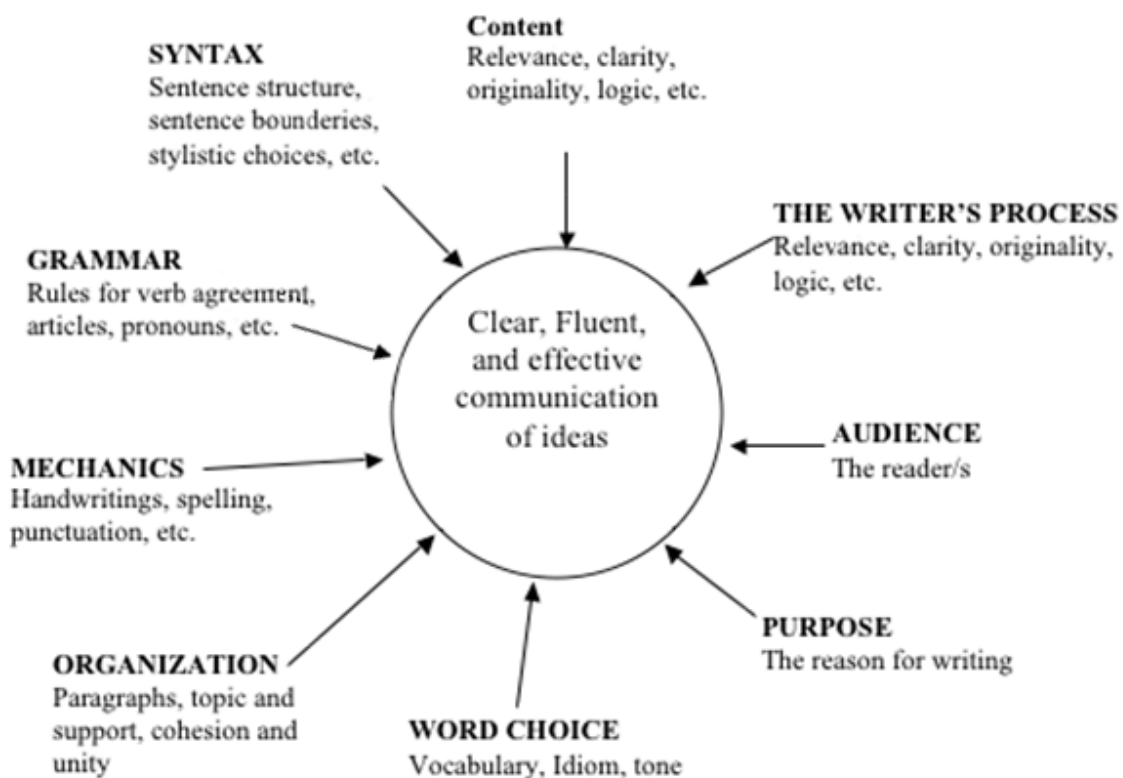 Content
Relevance, clarity,
originality, logic, etc.
SYNTAX
Sentence structure,
sentence bounderies,
stylistic choices, etc.
THE WRITER'S PROCESS
Relevance, clarity, originality,
logic, etc.
GRAMMAR
Rules for verb agreement,
articles, pronouns, etc.
Clear, Fluent,
and effective
communication
of ideas
AUDIENCE
The reader/s
MECHANICS
Handwritings, spelling,
punctuation, etc.
PURPOSE
The reason for writing
ORGANIZATION
Paragraphs, topic and
support, cohesion and
unity
WORD CHOICE
Vocabulary, Idiom, tone